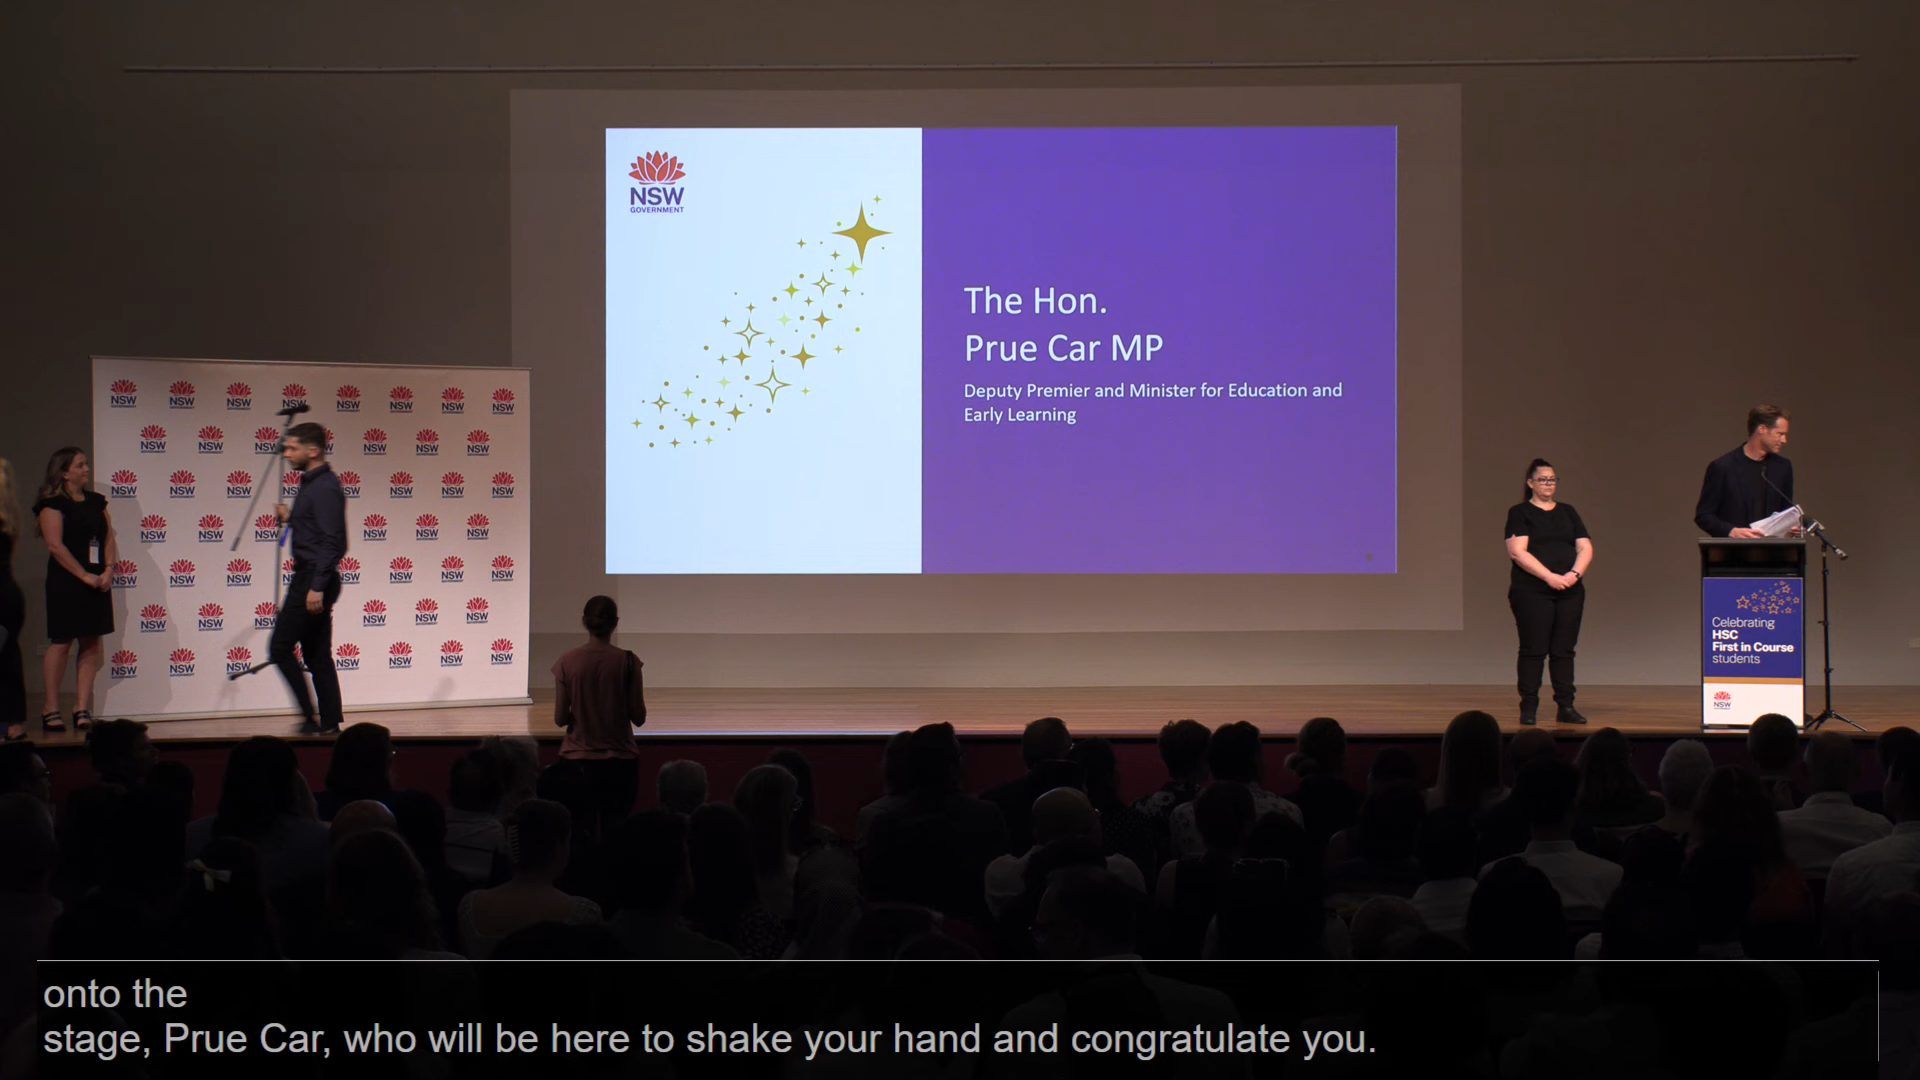 NSW
GOVERNMENT
The Hon.
Prue Car MP
Deputy Premier and Minister for Education and
Early Learning
Celebrating
HSC
First in Course
students
NSW
onto the
stage, Prue Car, who will be here to shake your hand and congratulate you.